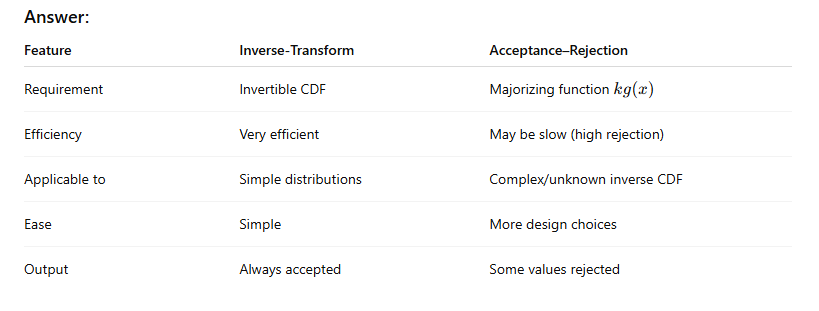 Answer:
Feature Inverse-Transform Acceptance–Rejection
Requirement Invertible CDF Majorizing function kg(x)
Efficiency Very efficient May be slow (high rejection)
Applicable to Simple distributions Complex/unknown inverse CDF
Ease Simple More design choices
Output Always accepted Some values rejected